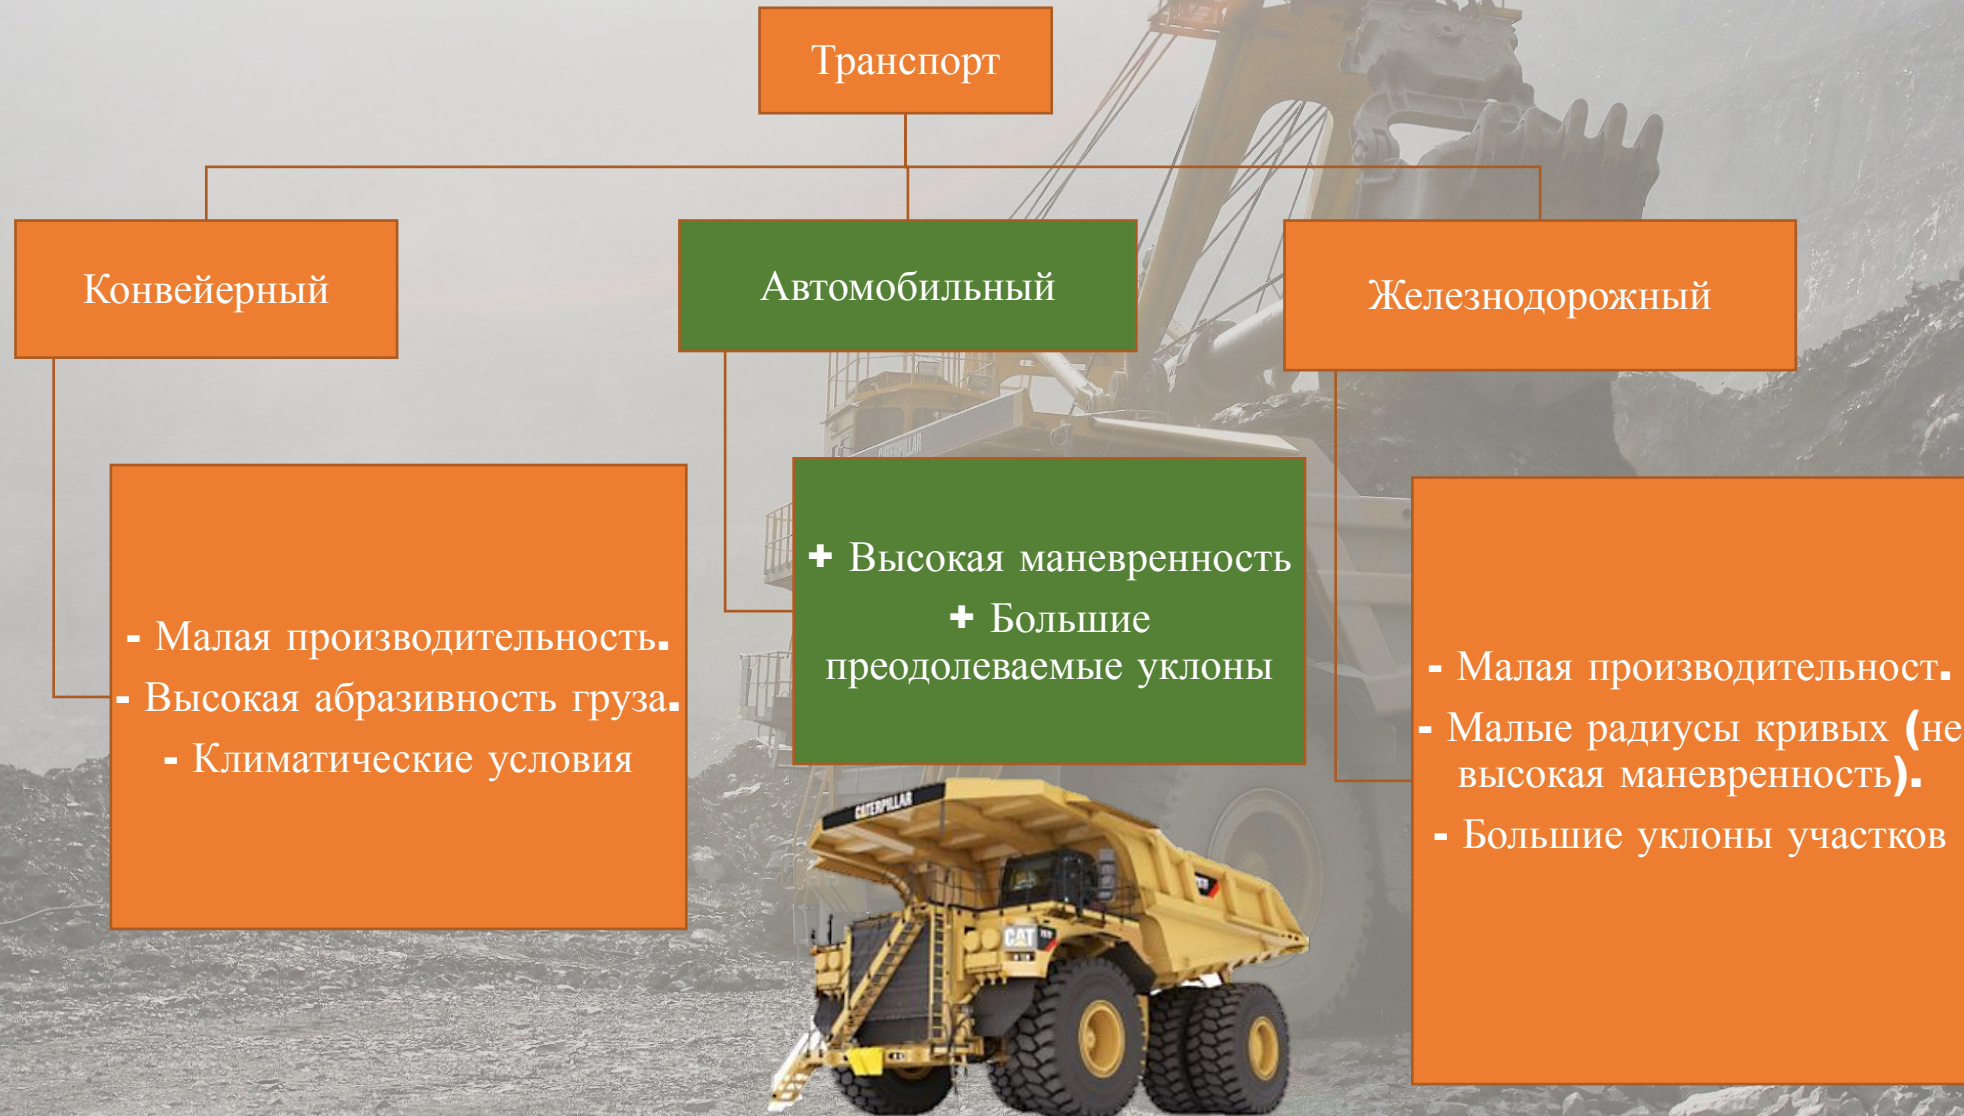 Транспорт
Конвейерный
Автомобильный
Железнодорожный
- Малая производительность.
- Высокая абразивность груза.
- Климатические условия
+ Высокая маневренность
+ Большие
преодолеваемые уклоны
- Малая производительност.
- Малые радиусы кривых (не
высокая маневренность).
- Большие уклоны участков
CATERPILLAR
CATERPILLAR
CAT